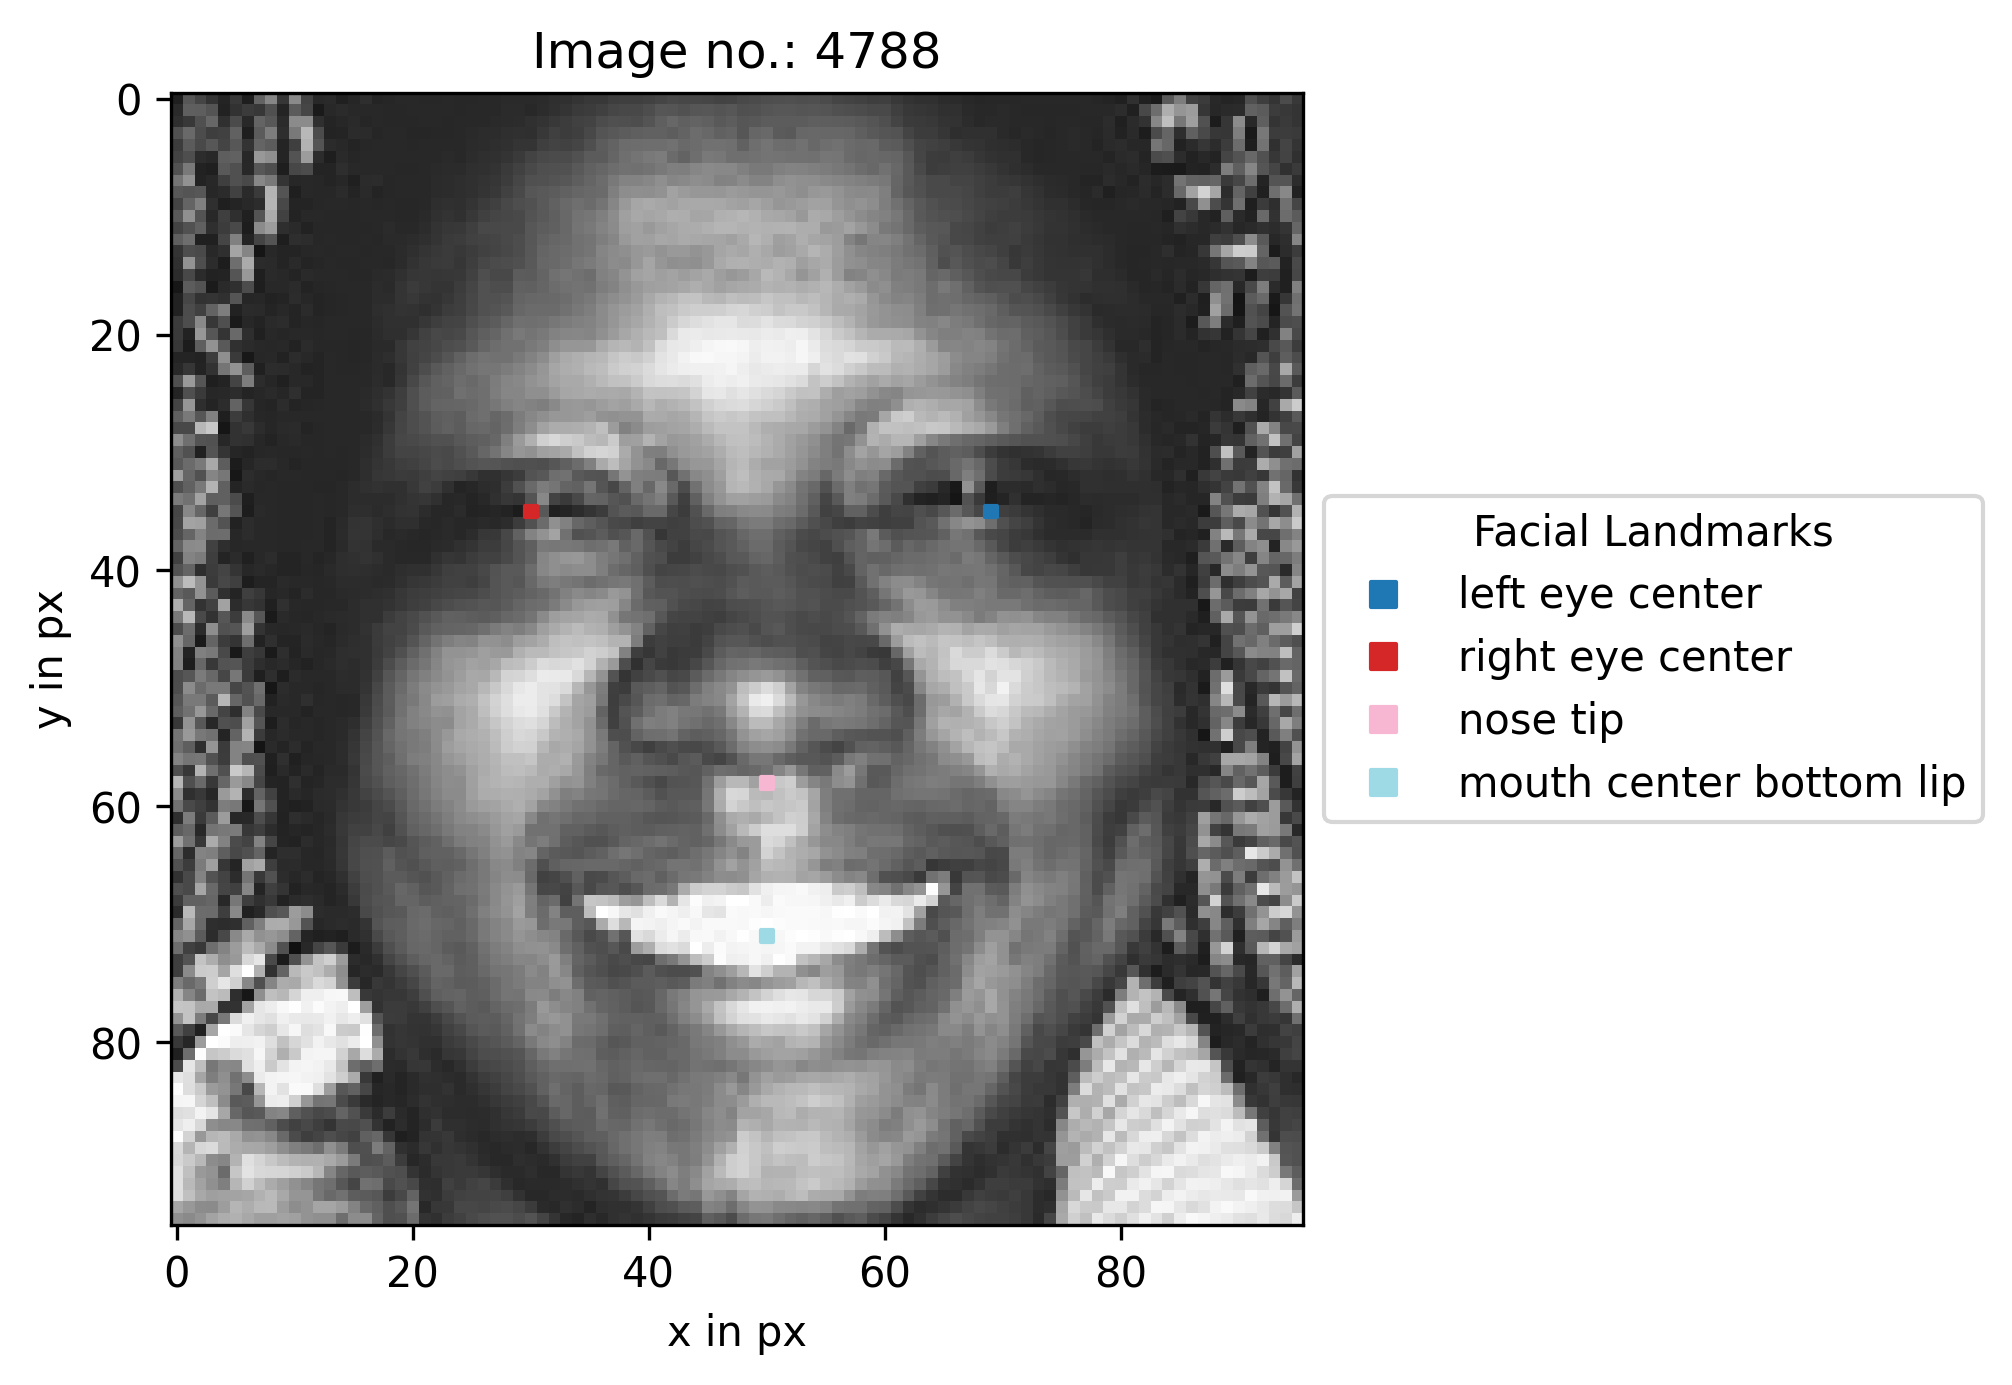 Image no.: 4788
0
20
40
60
80
y in px
0 20 40 60 80
x in px
Facial Landmarks
left eye center
right eye center
nose tip
mouth center bottom lip